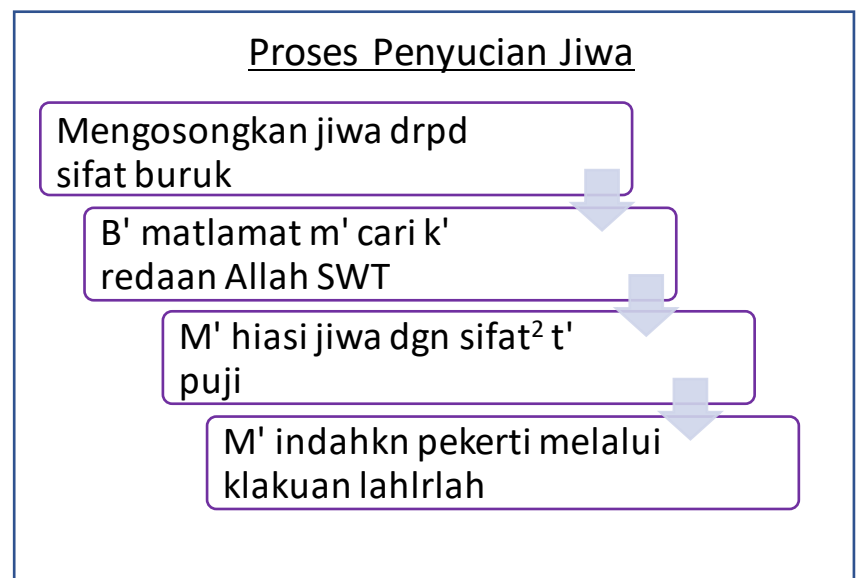 Proses Penyucian Jiwa
Mengosongkan jiwa drpd
sifat buruk
B' matlamat m' cari k'
redaan Allah SWT
M' hiasi jiwa dgn sifat² t'
puji
M' indahkn pekerti melalui
klakuan lahlrlah